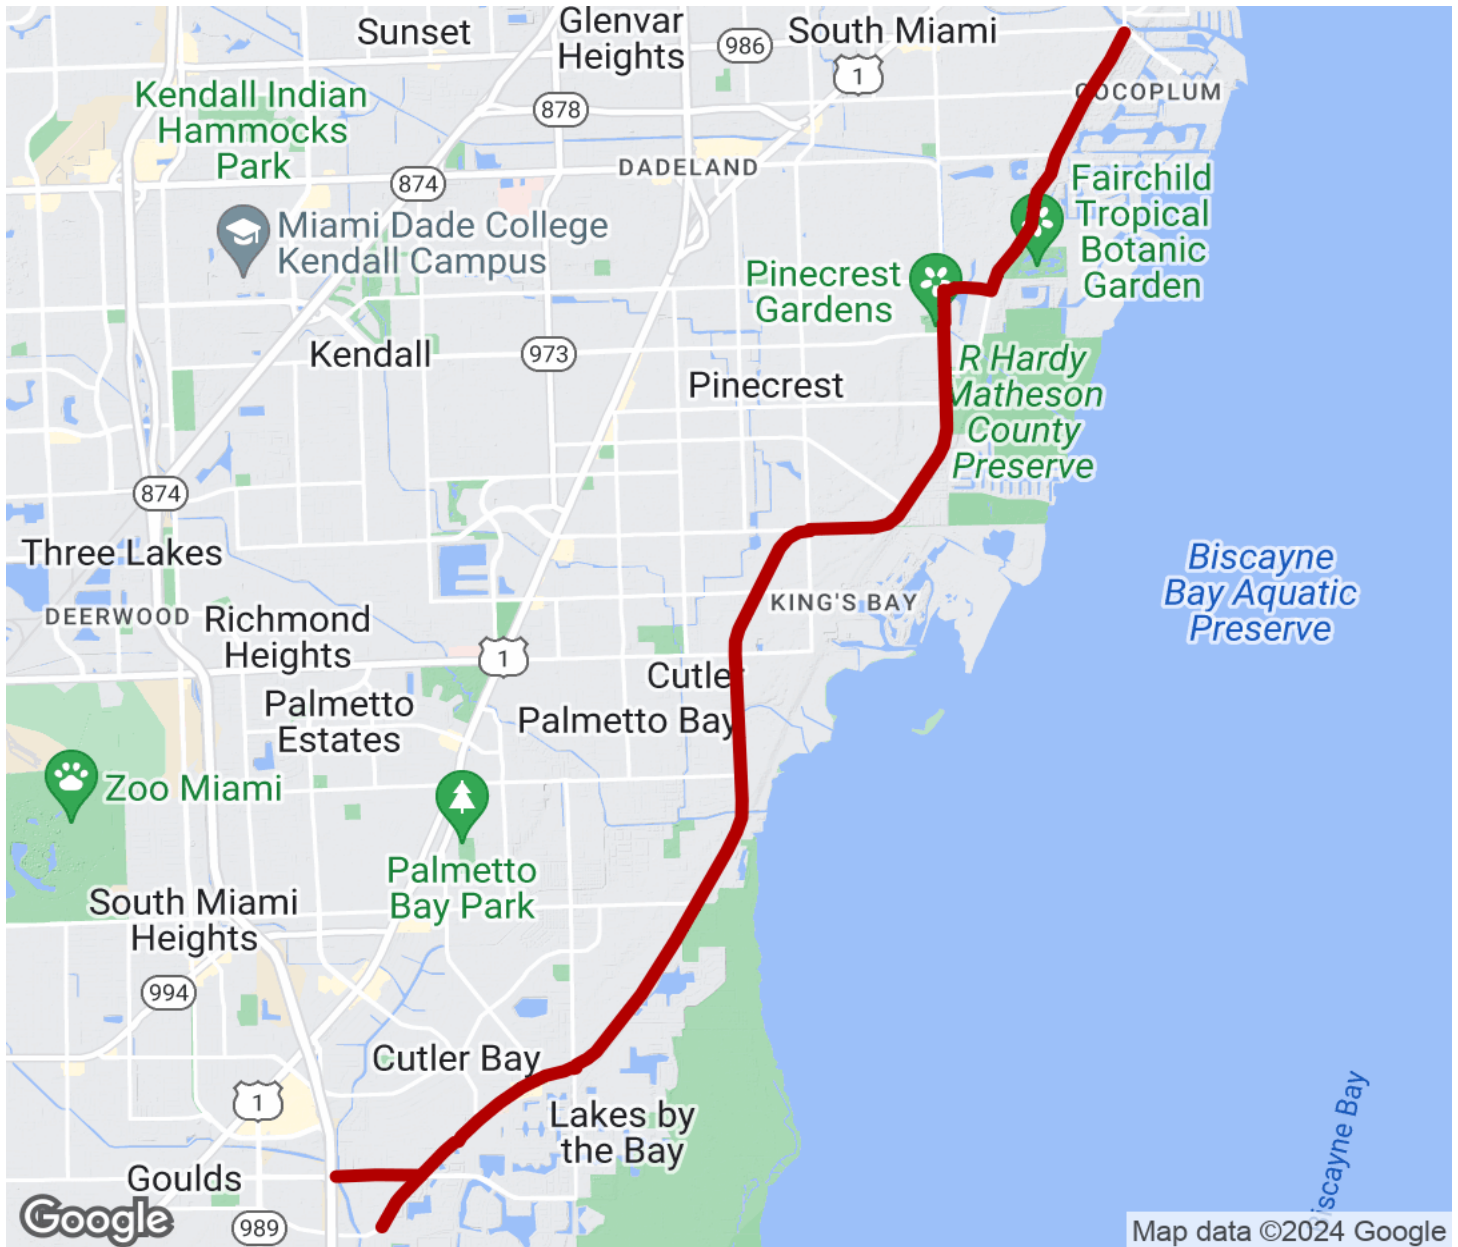 Sunset
Glenvar
Heights
986
South Miami
1
COCOPLUM
Kendall Indian
Hammocks
Park
878
DADELAND
874
Fairchild
Tropical
Botanic
Garden
Miami Dade College
Kendall Campus
Pinecrest
Gardens
Kendall
973
Pinecrest
R Hardy
Matheson
County
Preserve
874
Three Lakes
Biscayne
Bay Aquatic
Preserve
DEERWOOD
Richmond
Heights
KING'S BAY
1
Cutler
Palmetto
Estates
Palmetto Bay
Zoo Miami
Palmetto
Bay Park
South Miami
Heights
994
Cutler Bay
1
Lakes by
the Bay
Biscayne Bay
Goulds
Google
989
Map data ©2024 Google